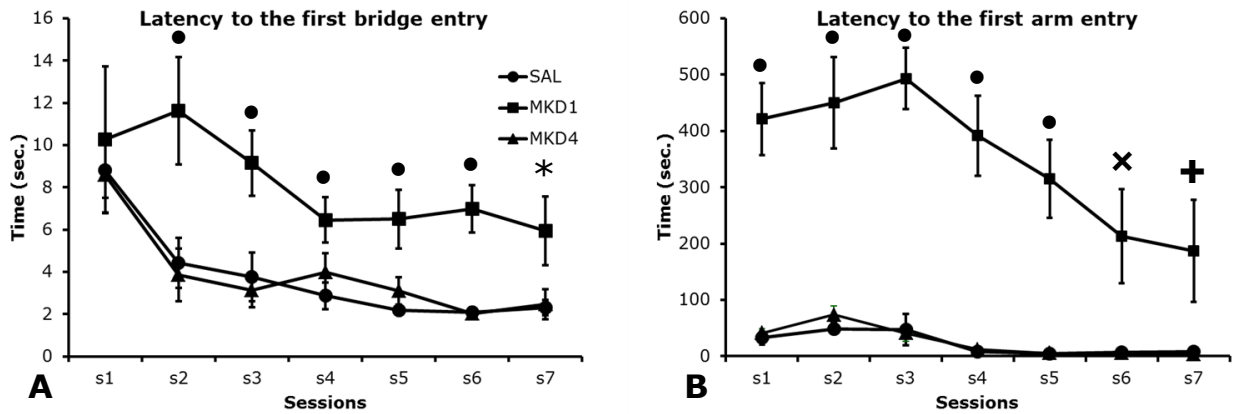 Latency to the first bridge entry
16
14
12
10
8
6
4
2
0
Time (sec.)
SAL
MKD1
MKD4
*
s1 s2 s3 s4 s5 s6 s7
Sessions
A
Latency to the first arm entry
600
500
400
300
200
100
0
Time (sec.)
×
+
s1 s2 s3 s4 s5 s6 s7
Sessions
B